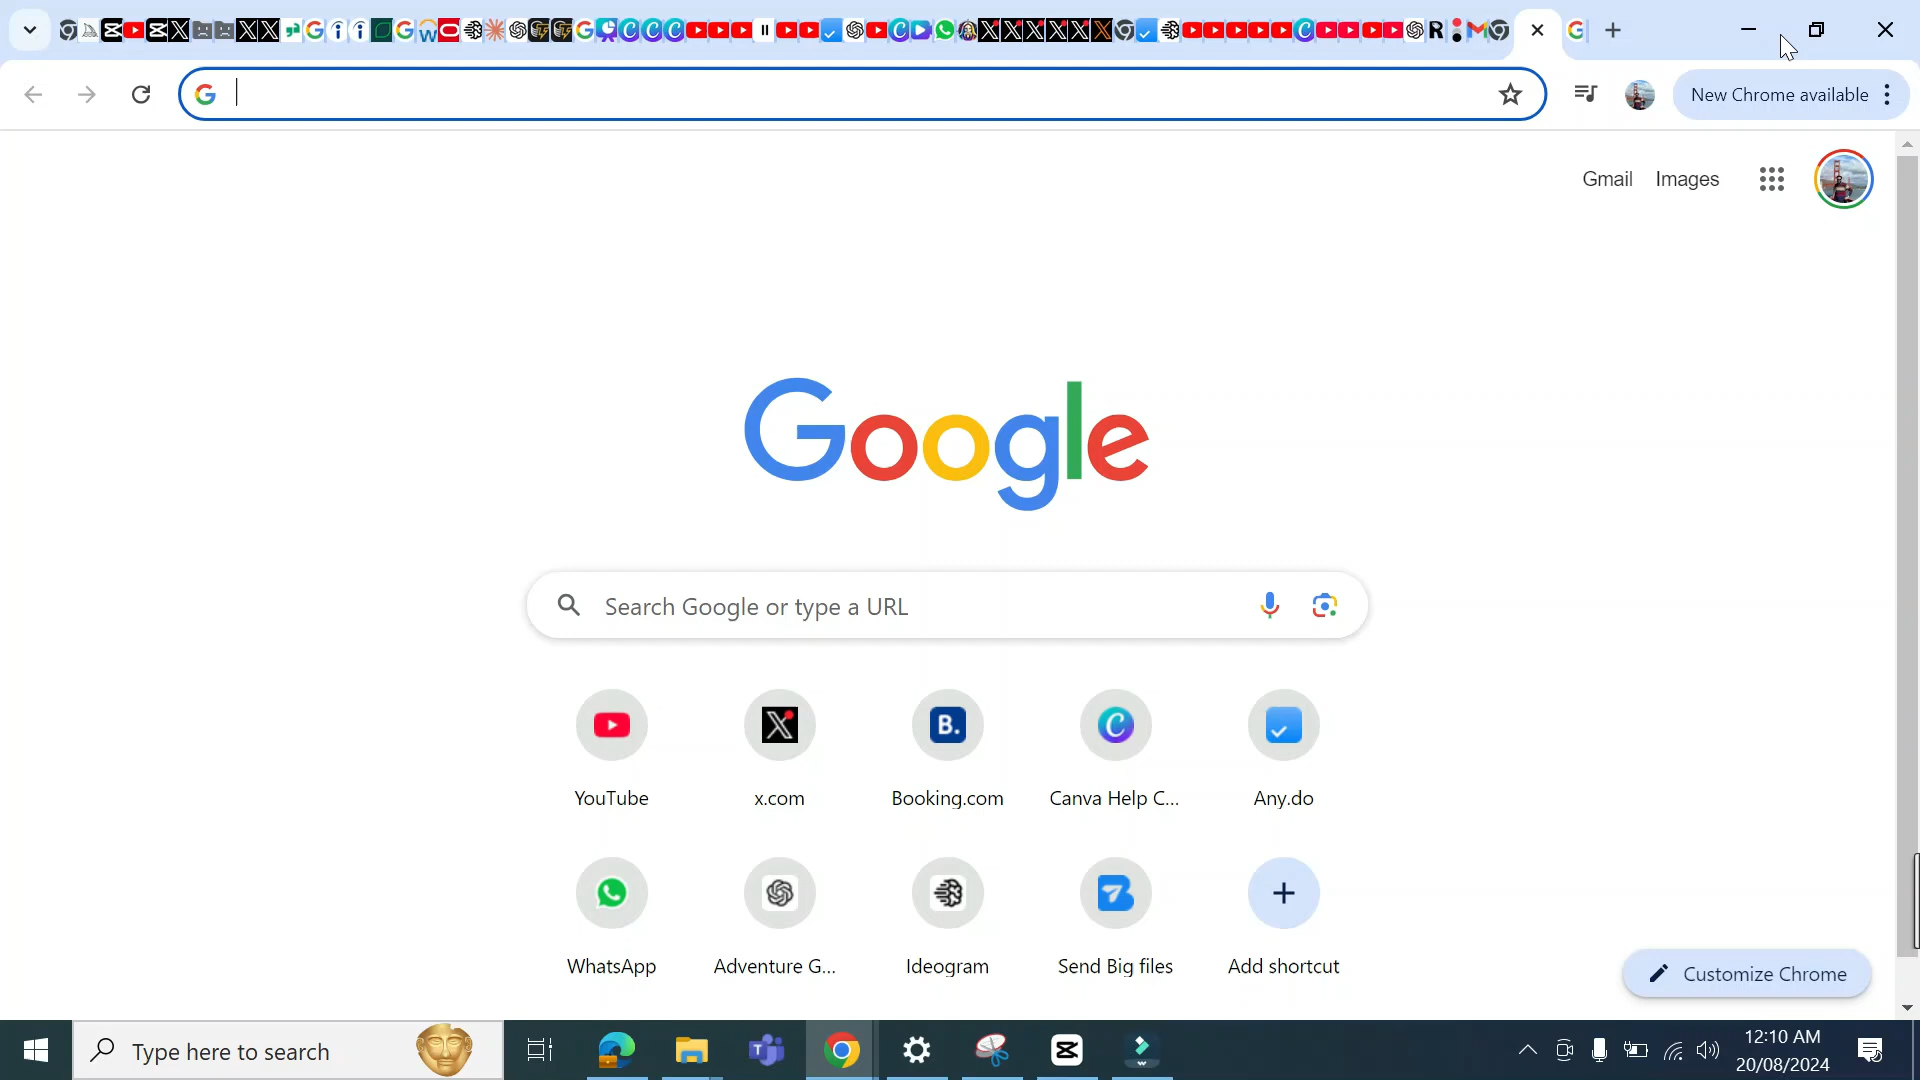 New Chrome available
Gmail Images
Google
Search Google or type a URL
YouTube
x.com
B.
Booking.com
Canva Help C...
Any.do
WhatsApp
Adventure G...
Ideogram
Send Big files
Add shortcut
Customize Chrome
Type here to search
12:10 AM
20/08/2024